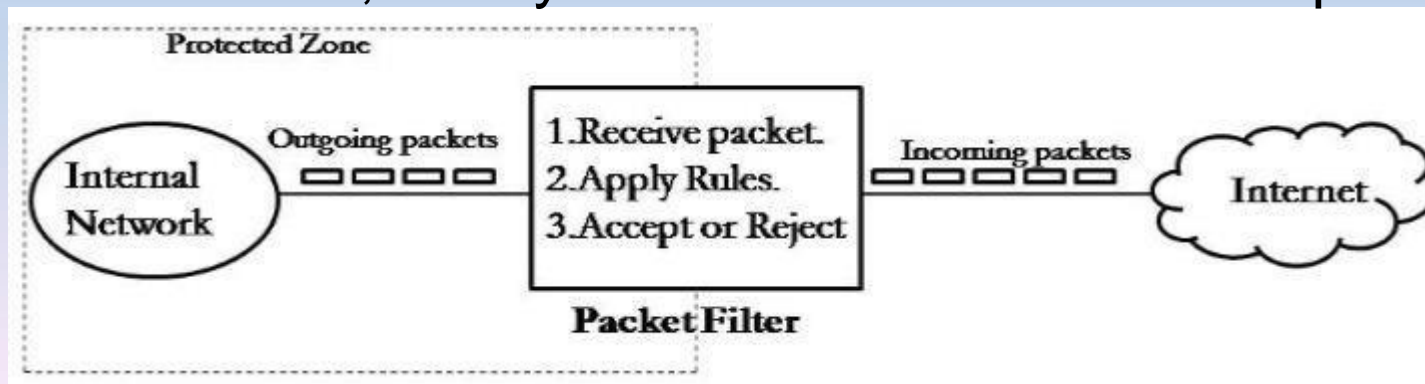 Protected Zone
Outgoing packets
Internal
Network
1.Receive packet.
2.Apply Rules.
3.Accept or Reject
Incoming packets
Internet
Packet Filter